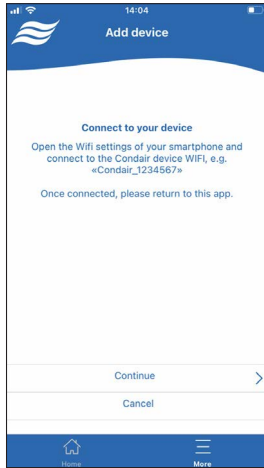 14:04
Add device
Connect to your device
Open the Wifi settings of your smartphone and
connect to the Condair device WIFI, e.g.
«Condair_1234567»
Once connected, please return to this app.
Continue
Cancel
Home
More